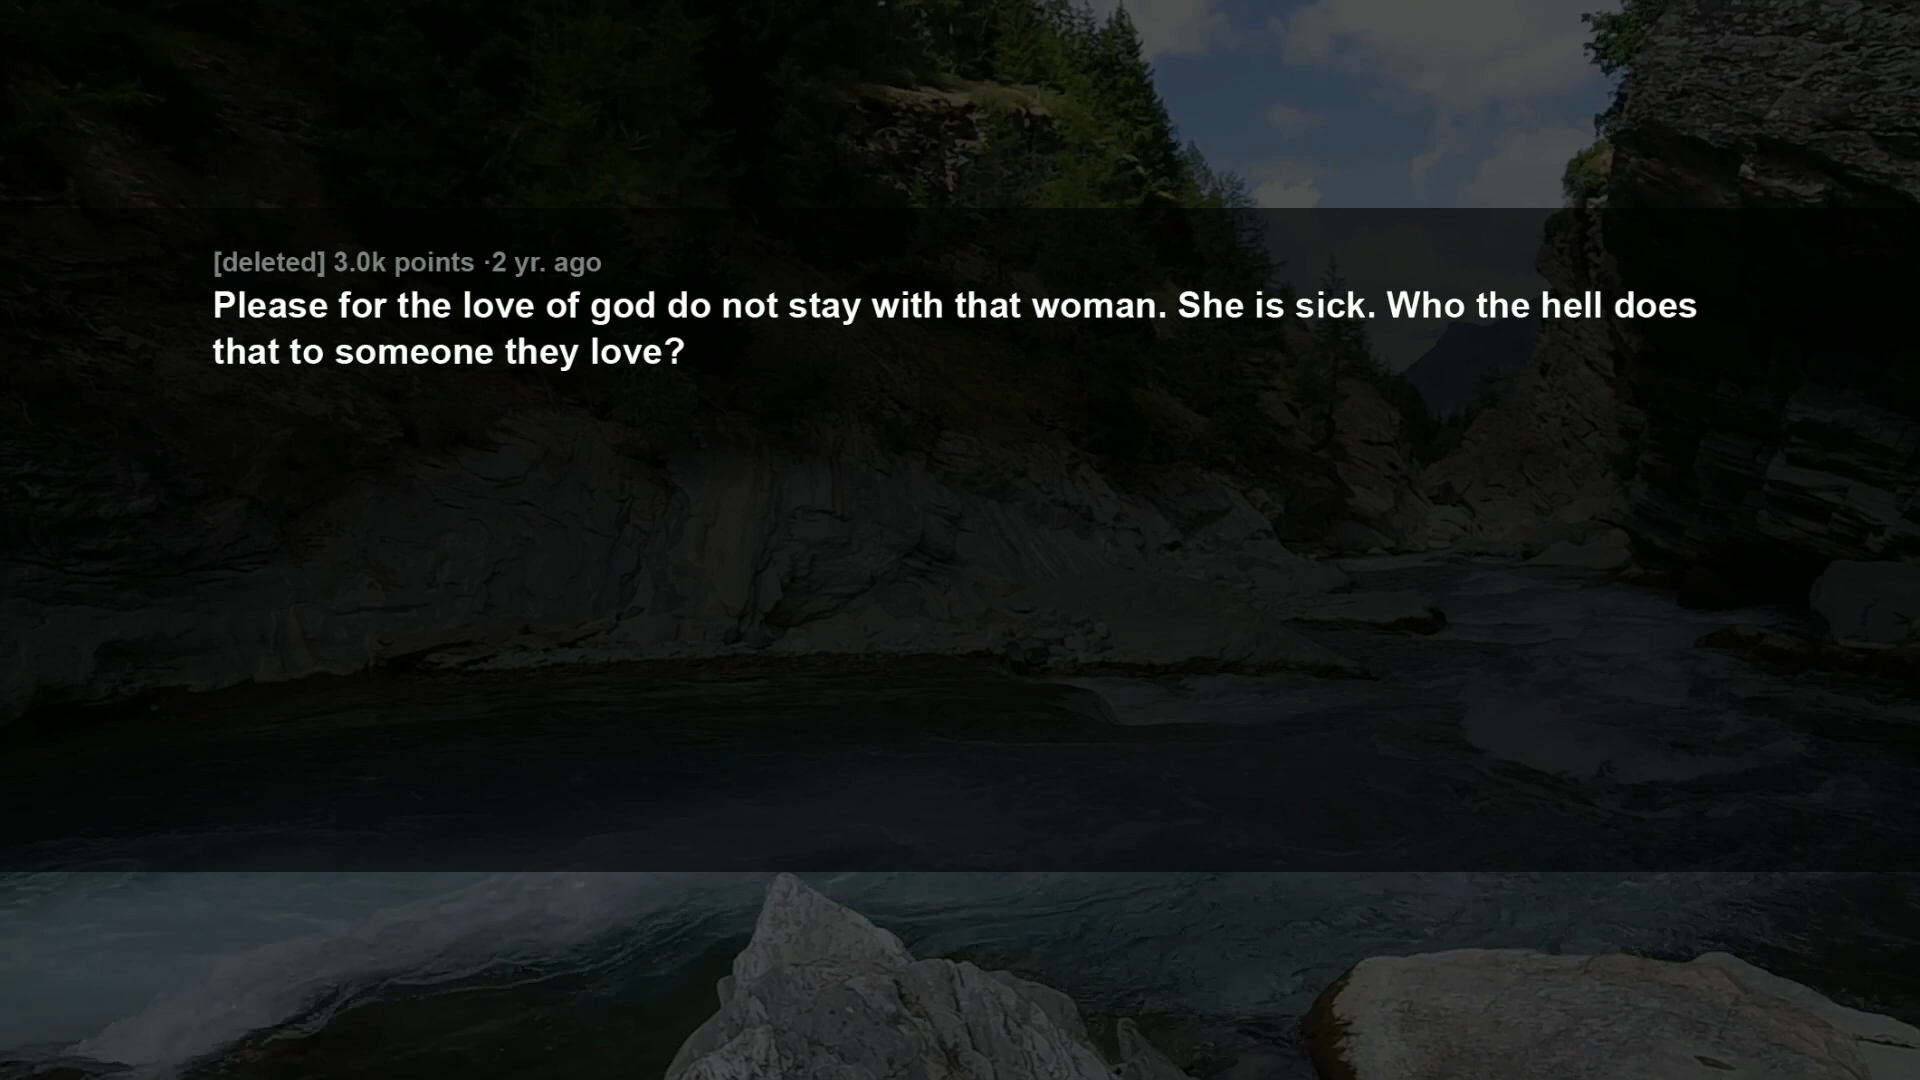 [deleted] 3.0k points ·2 yr. ago
Please for the love of god do not stay with that woman. She is sick. Who the hell does
that to someone they love?